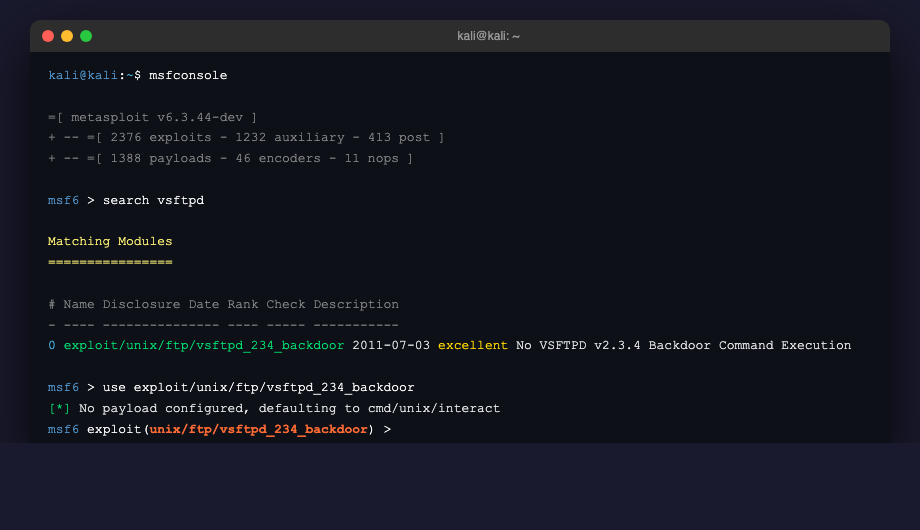 kali@kali: ~
kali@kali:~$ msfconsole
=[ metasploit v6.3.44-dev ]
+ -- =[ 2376 exploits - 1232 auxiliary - 413 post ]
+ -- =[ 1388 payloads - 46 encoders - 11 nops ]
msf6 > search vsftpd
Matching Modules
================
# Name Disclosure Date Rank Check Description
- ---- --------------- ---- ----- -----------
0 exploit/unix/ftp/vsftpd_234_backdoor 2011-07-03 excellent No VSFTPD v2.3.4 Backdoor Command Execution
msf6 > use exploit/unix/ftp/vsftpd_234_backdoor
[*] No payload configured, defaulting to cmd/unix/interact
msf6 exploit(unix/ftp/vsftpd_234_backdoor) >